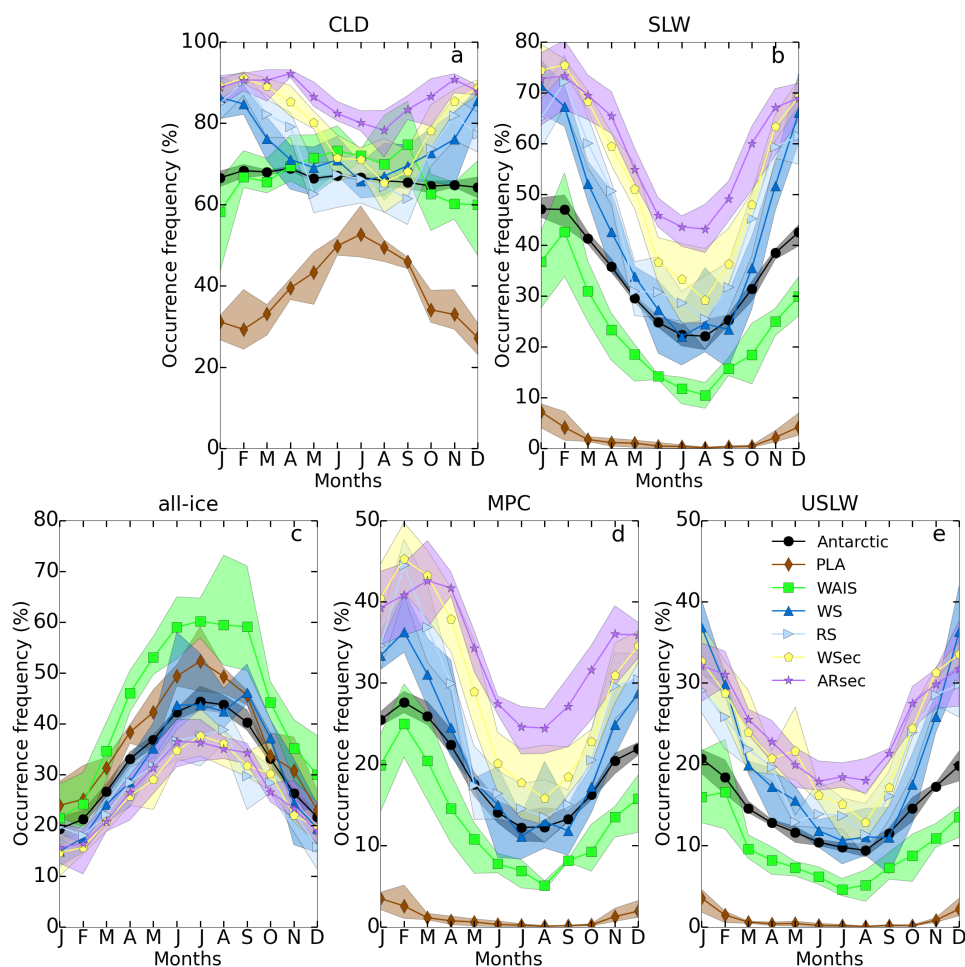 CLD
SLW
a
b
100
80
60
40
20
0
80
70
60
50
40
30
20
10
0
Occurrence frequency (%)
Occurrence frequency (%)
J F M A M J J A S O N D
J F M A M J J A S O N D
Months
Months
all-ice
MPC
USLW
c
d
e
80
70
60
50
40
30
20
10
0
50
40
30
20
10
0
50
40
30
20
10
0
Occurrence frequency (%)
Occurrence frequency (%)
Occurrence frequency (%)
Antarctic
PLA
WAIS
WS
RS
WSec
ARsec
J F M A M J J A S O N D
J F M A M J J A S O N D
J F M A M J J A S O N D
Months
Months
Months